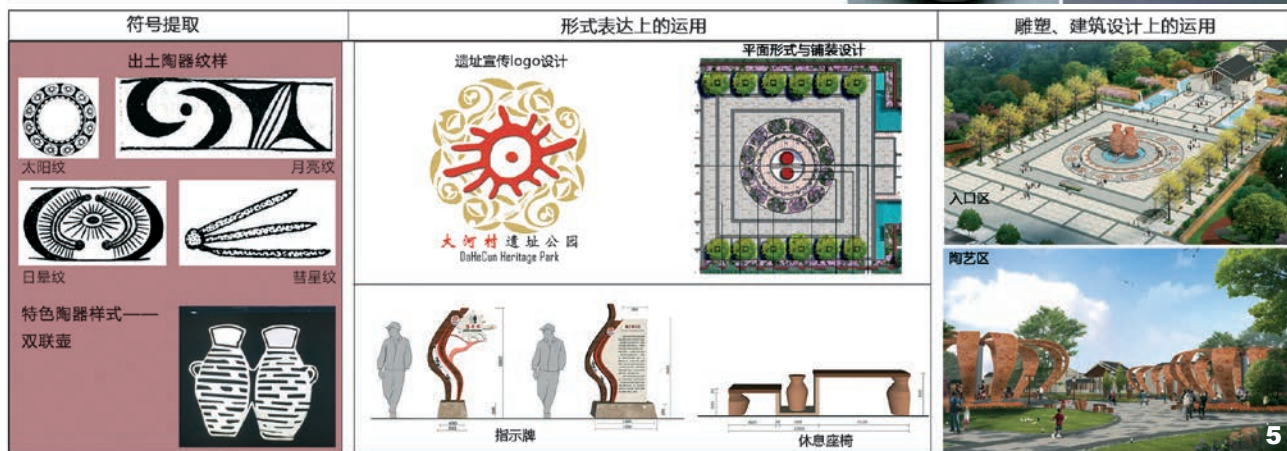 符号提取
形式表达上的运用
雕塑、建筑设计上的运用
出土陶器纹样
太阳纹
月亮纹
日晕纹
彗星纹
特色陶器样式——
双联壶
遗址宣传logo设计
大河村遗址公园
DaHeCun Heritage Park
平面形式与铺装设计
指示牌
休息座椅
入口区
陶艺区
5